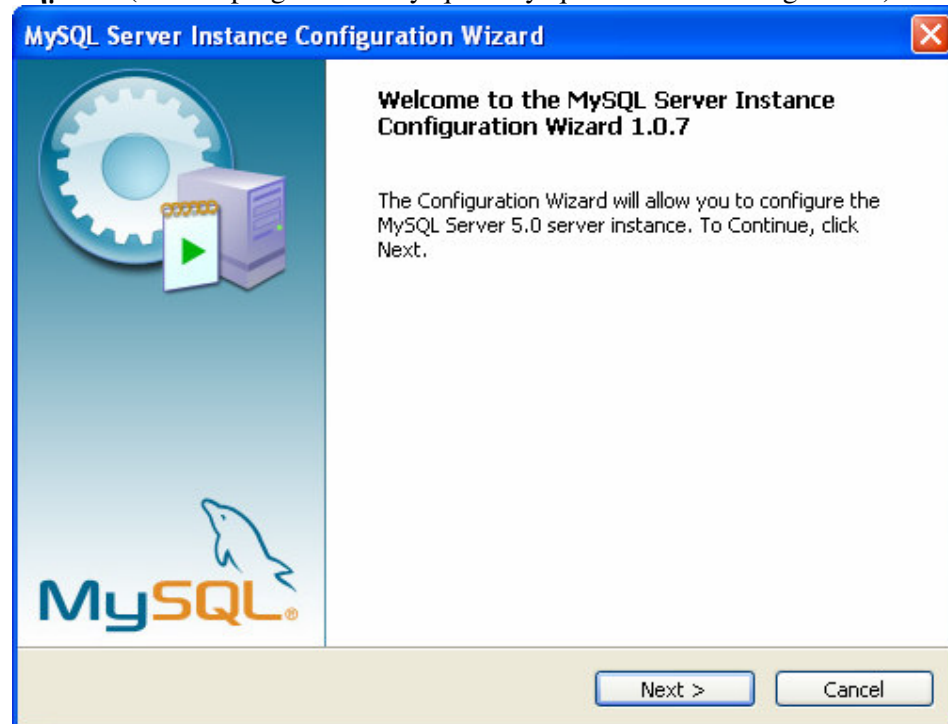 MySQL Server Instance Configuration Wizard
Welcome to the MySQL Server Instance
Configuration Wizard 1.0.7
The Configuration Wizard will allow you to configure the
MySQL Server 5.0 server instance. To Continue, click
Next.
MySQL®
Next >
Cancel